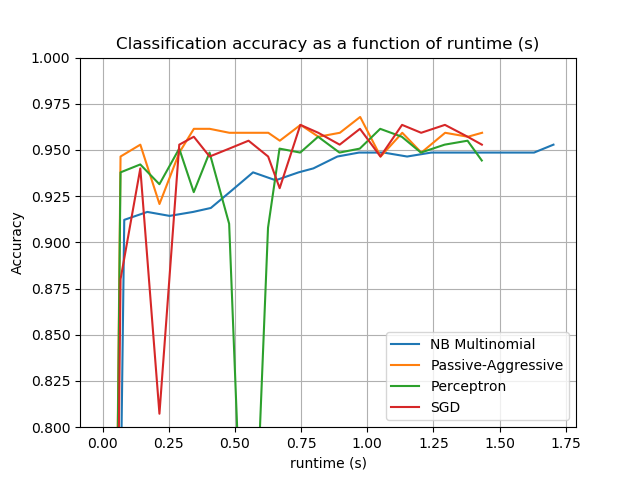 Classification accuracy as a function of runtime (s)
1.000
0.975
0.950
0.925
0.900
0.875
0.850
0.825
0.800
Accuracy
NB Multinomial
Passive-Aggressive
Perceptron
SGD
0.00 0.25 0.50 0.75 1.00 1.25 1.50 1.75
runtime (s)